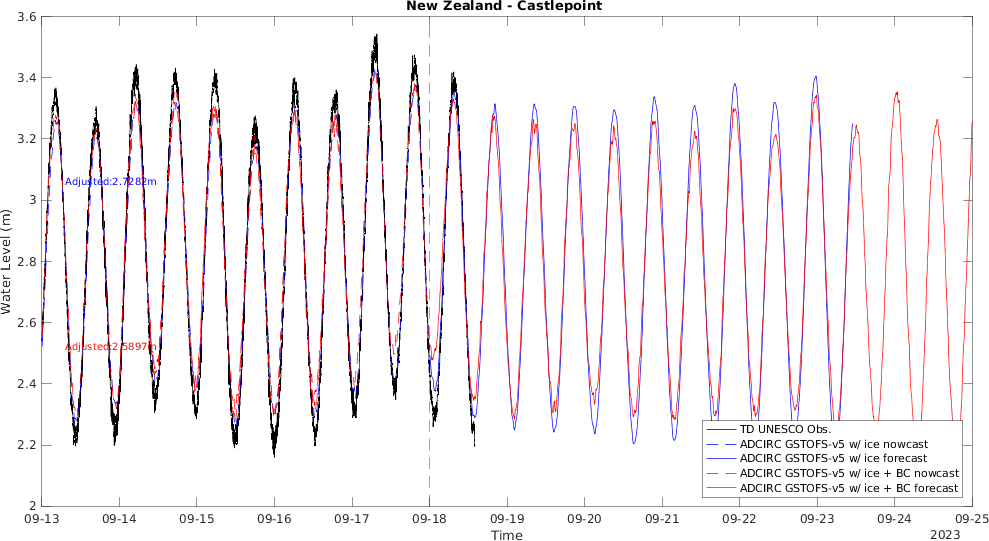 New Zealand - Castlepoint
3.6
3.4
3.2
3
2.8
2.6
2.4
2.2
2
Water Level (m)
Adjusted:2.7282m
Adjusted:2.5897m
TD UNESCO Obs.
ADCIRC GSTOFS-v5 w/ ice nowcast
ADCIRC GSTOFS-v5 w/ ice forecast
ADCIRC GSTOFS-v5 w/ ice + BC nowcast
ADCIRC GSTOFS-v5 w/ ice + BC forecast
09-13 09-14 09-15 09-16 09-17 09-18 09-19 09-20 09-21 09-22 09-23 09-24 09-25
Time
2023